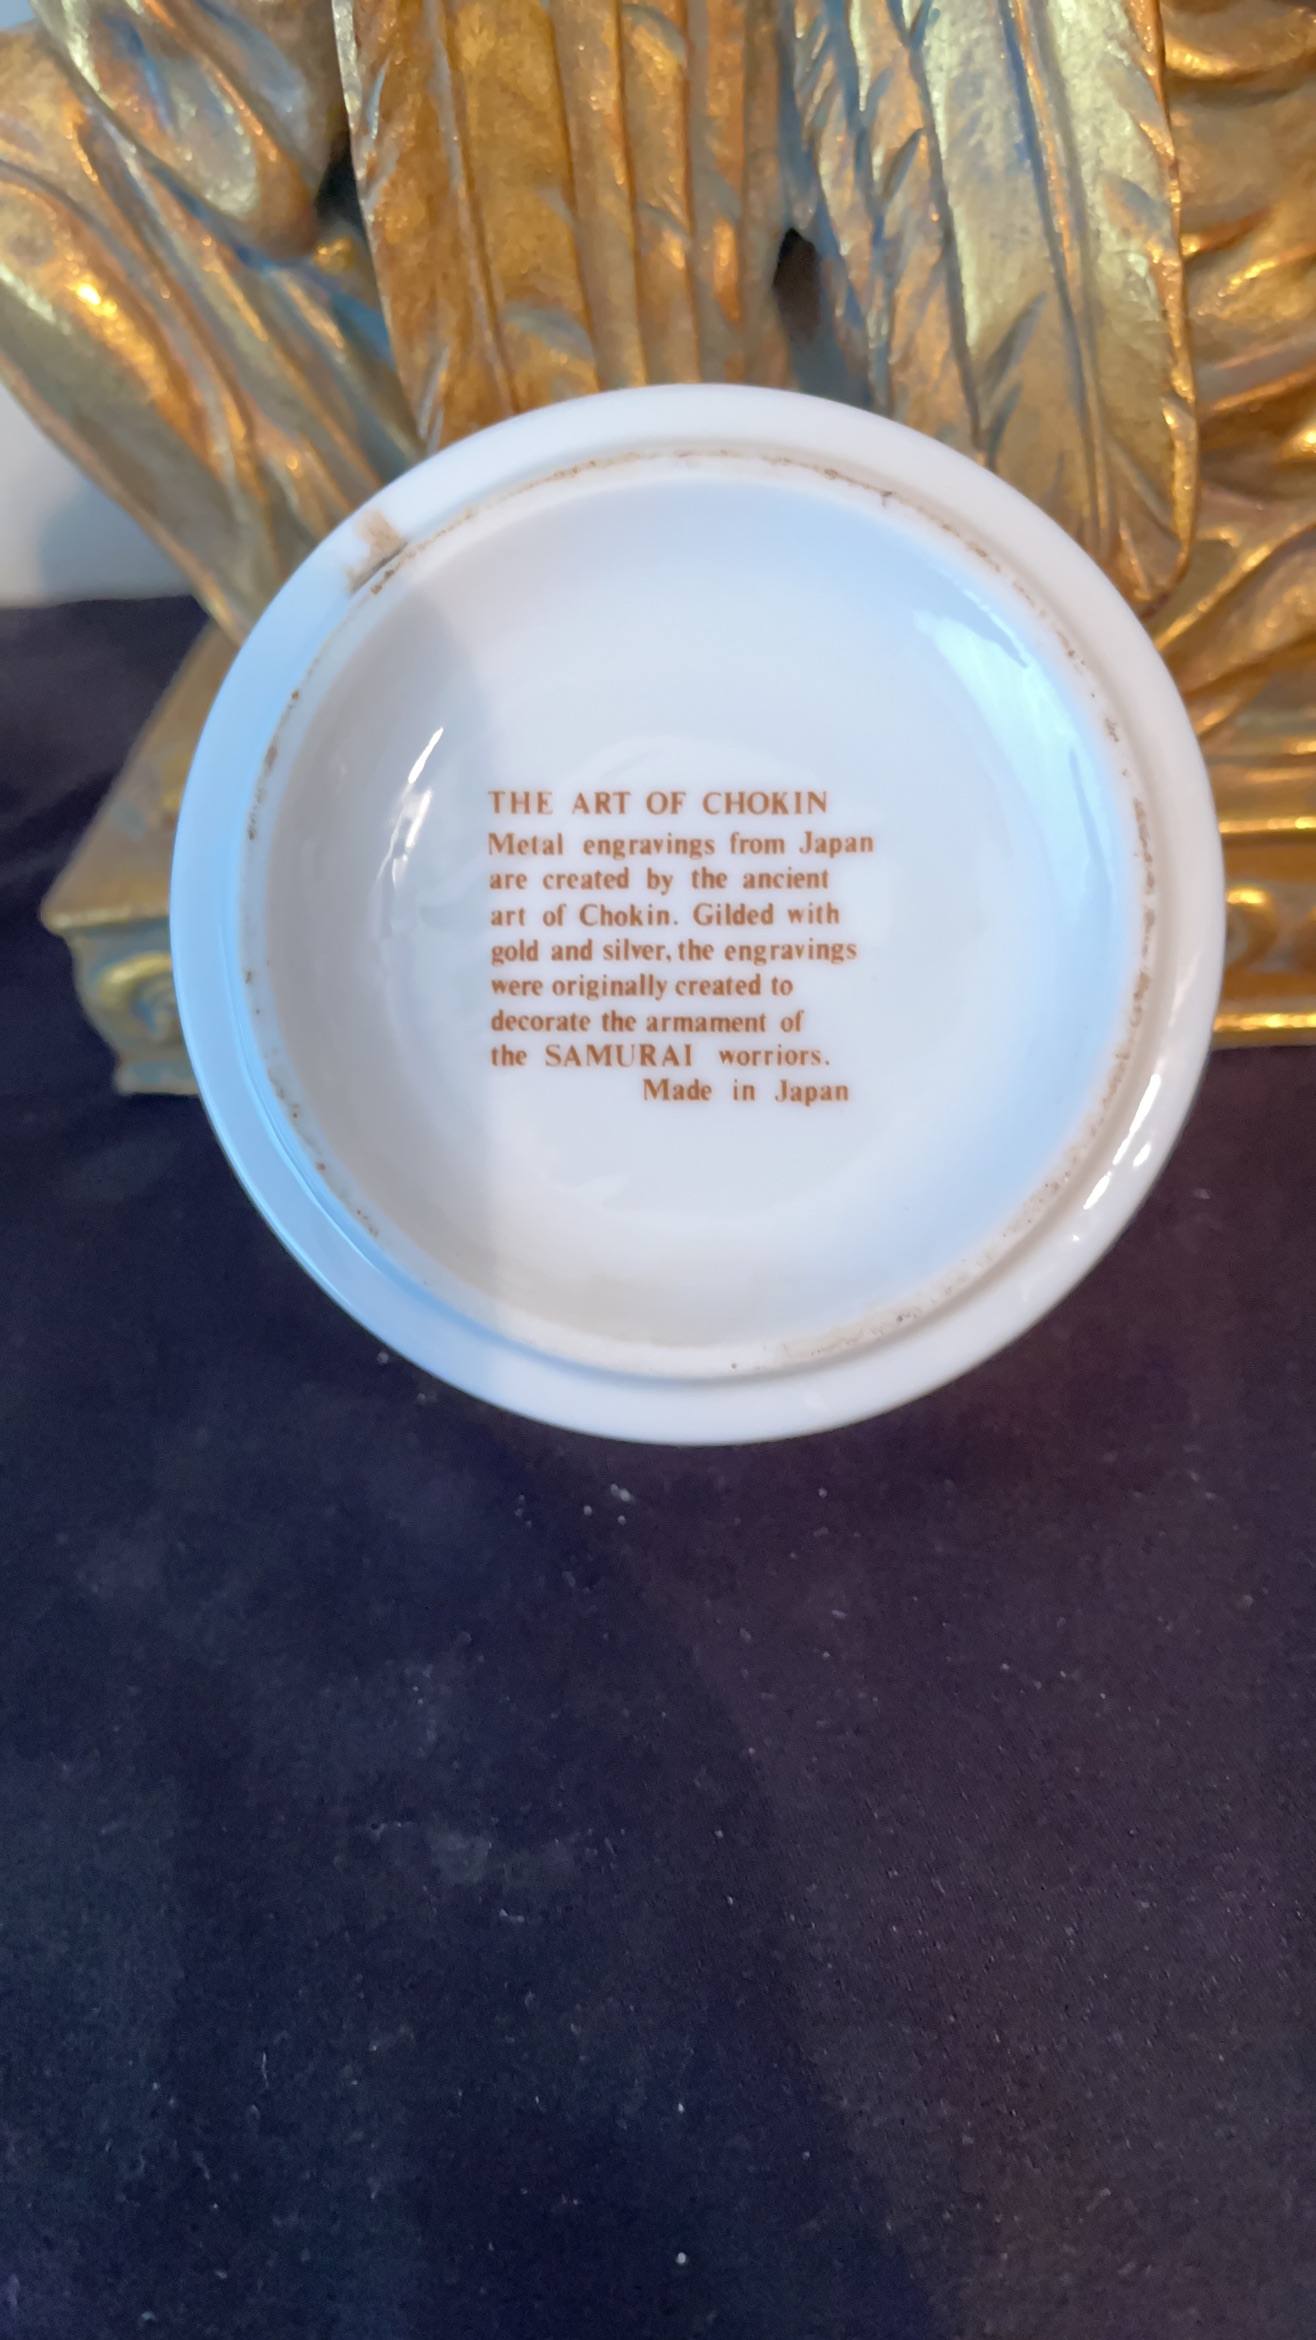 THE ART OF CHOKIN
Metal engravings from Japan
are created by the ancient
art of Chokin. Gilded with
gold and silver, the engravings
were originally created to
decorate the armament of
the SAMURAI worriors.
Made in Japan